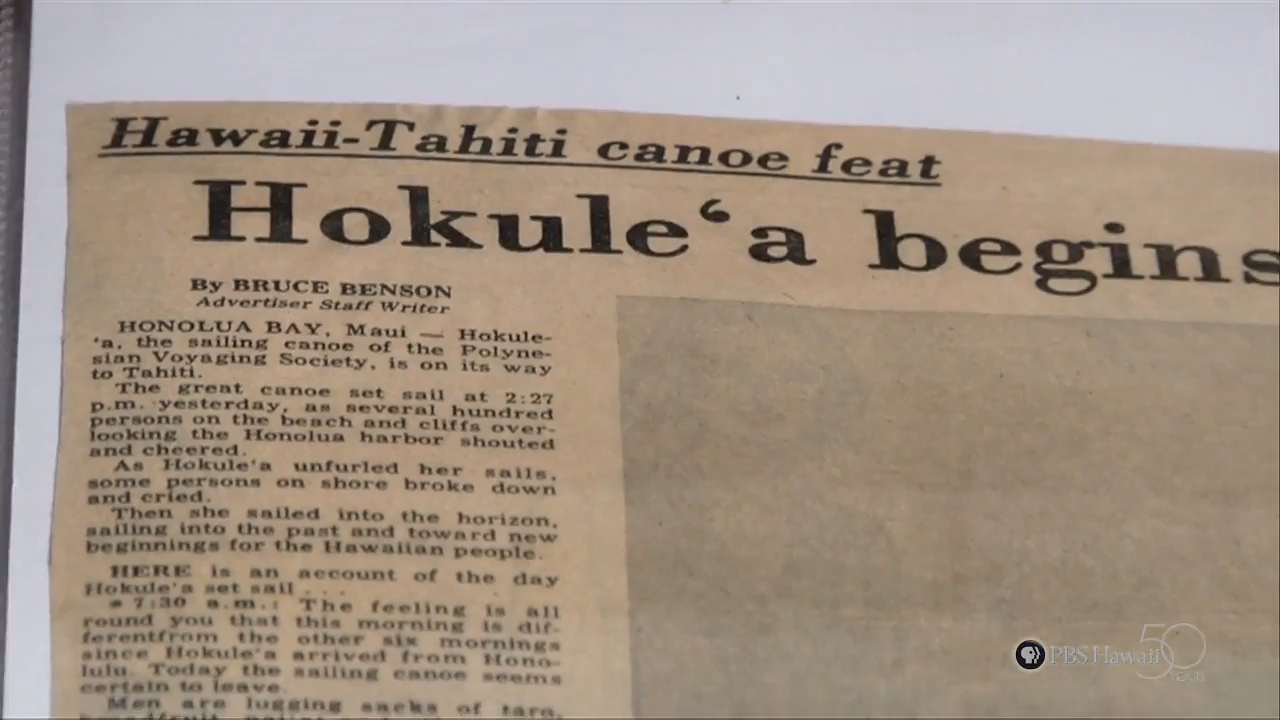 Hawaii-Tahiti canoe feat
Hokule‘a begins
By BRUCE BENSON
Advertiser Staff Writer
HONOLUA BAY, Maui — Hokule-
‘a, the sailing canoe of the Polyne-
sian Voyaging Society, is on its way
to Tahiti.
The great canoe set sail at 2:27
p.m. yesterday, as several hundred
persons on the beach and cliffs over-
looking the Honolua harbor shouted
and cheered.
As Hokule‘a unfurled her sails,
some persons on shore broke down
and cried.
Then she sailed into the horizon,
sailing into the past and toward new
beginnings for the Hawaiian people.
HERE is an account of the day
Hokule‘a set sail . . .
• 7:30 a.m.: The feeling is all
round you that this morning is dif-
ferentfrom the other six mornings
since Hokule‘a arrived from Hono-
lulu. Today the sailing canoe seems
certain to leave.
Men are lugging sacks of taro,
PBS Hawaii 50
YEARS